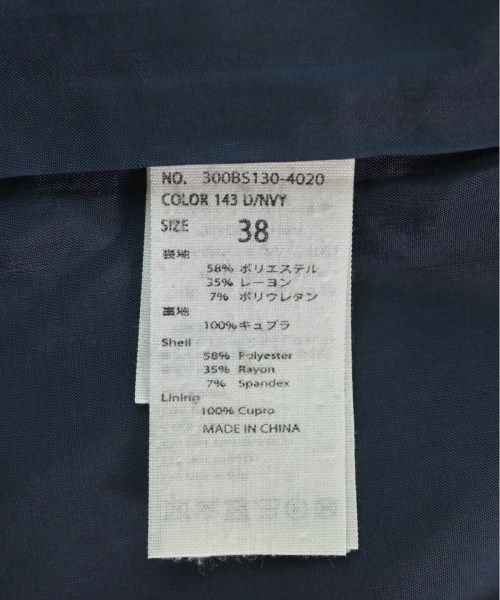 NO. 300BS130-4020
COLOR 143 D/NVY
SIZE 38
表地
58% ポリエステル
35% レーヨン
7% ポリウレタン
裏地
100%キュプラ
Shell
58% Polyester
35% Rayon
7% Spandex
Lining
100% Cupro
MADE IN CHINA